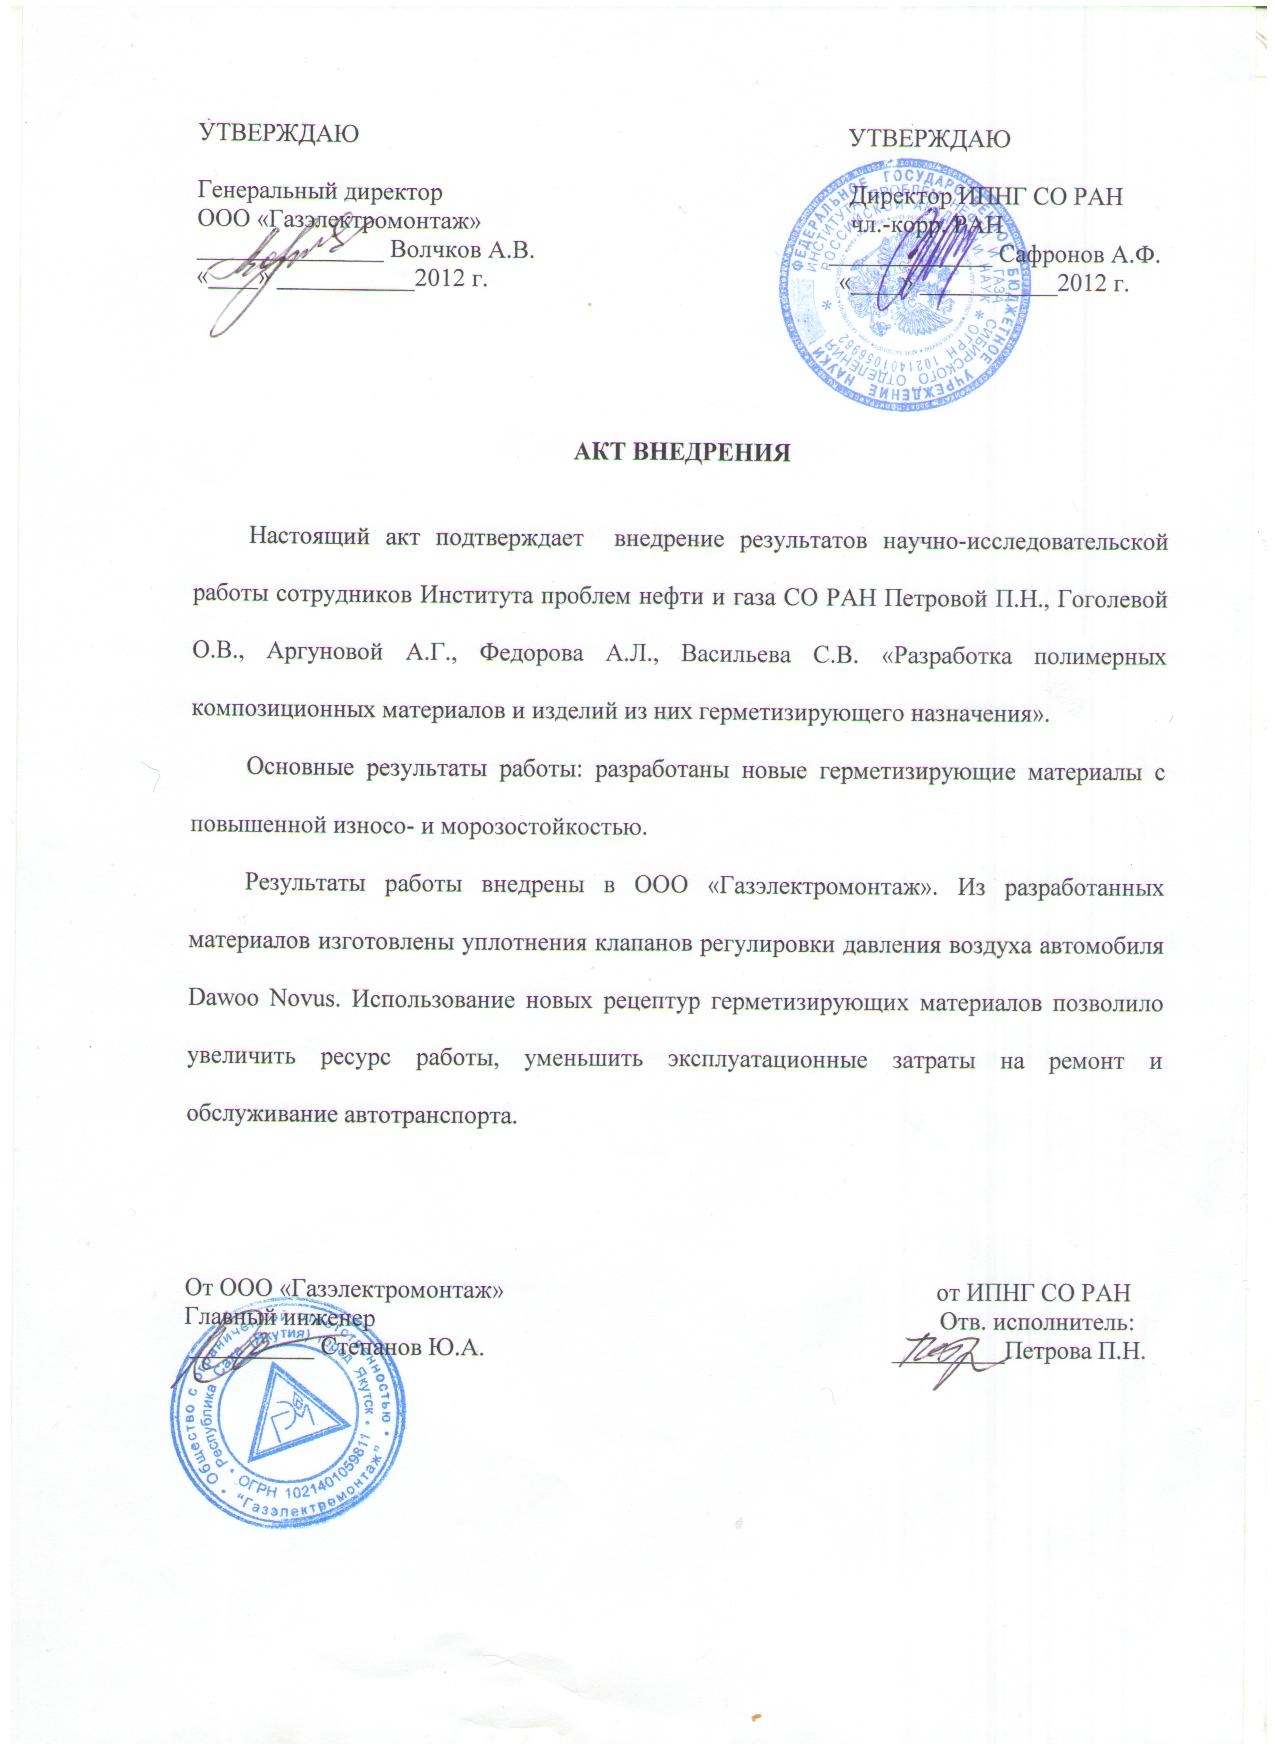 УТВЕРЖДАЮ
Генеральный директор
ООО «Газэлектромонтаж»
_______________ Волчков А.В.
«____» ___________2012 г.
УТВЕРЖДАЮ
Директор ИПНГ СО РАН
чл.-корр. РАН
_____________ Сафронов А.Ф.
«____» ___________2012 г.
ФЕДЕРАЛЬНОЕ ГОСУДАРСТВЕННОЕ БЮДЖЕТНОЕ УЧРЕЖДЕНИЕ НАУКИ
ИНСТИТУТ ПРОБЛЕМ НЕФТИ И ГАЗА СИБИРСКОГО ОТДЕЛЕНИЯ
РОССИЙСКОЙ АКАДЕМИИ НАУК * ОГРН 1021401056962 *
АКТ ВНЕДРЕНИЯ
Настоящий акт подтверждает внедрение результатов научно-исследовательской
работы сотрудников Института проблем нефти и газа СО РАН Петровой П.Н., Гоголевой
О.В., Аргуновой А.Г., Федорова А.Л., Васильева С.В. «Разработка полимерных
композиционных материалов и изделий из них герметизирующего назначения».
Основные результаты работы: разработаны новые герметизирующие материалы с
повышенной износо- и морозостойкостью.
Результаты работы внедрены в ООО «Газэлектромонтаж». Из разработанных
материалов изготовлены уплотнения клапанов регулировки давления воздуха автомобиля
Dawoo Novus. Использование новых рецептур герметизирующих материалов позволило
увеличить ресурс работы, уменьшить эксплуатационные затраты на ремонт и
обслуживание автотранспорта.
От ООО «Газэлектромонтаж»
Главный инженер
__________ Степанов Ю.А.
от ИПНГ СО РАН
Отв. исполнитель:
_________Петрова П.Н.
Общество с ограниченной ответственностью • "Газэлектромонтаж" •
Республика Саха (Якутия) город Якутск • ОГРН 1021401059811 •